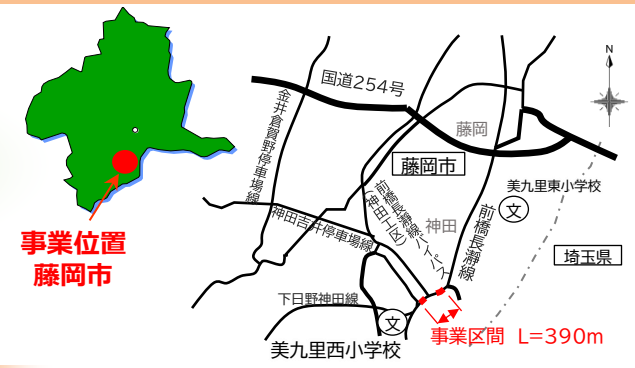 事業位置
藤岡市
国道254号
金井倉賀野停車場線
藤岡
藤岡市
N
美九里東小学校
文
前橋長瀞線バイパス
(神田工区)
神田
前橋長瀞線
埼玉県
神田吉井停車場線
下日野神田線
文
美九里西小学校
事業区間 L=390m